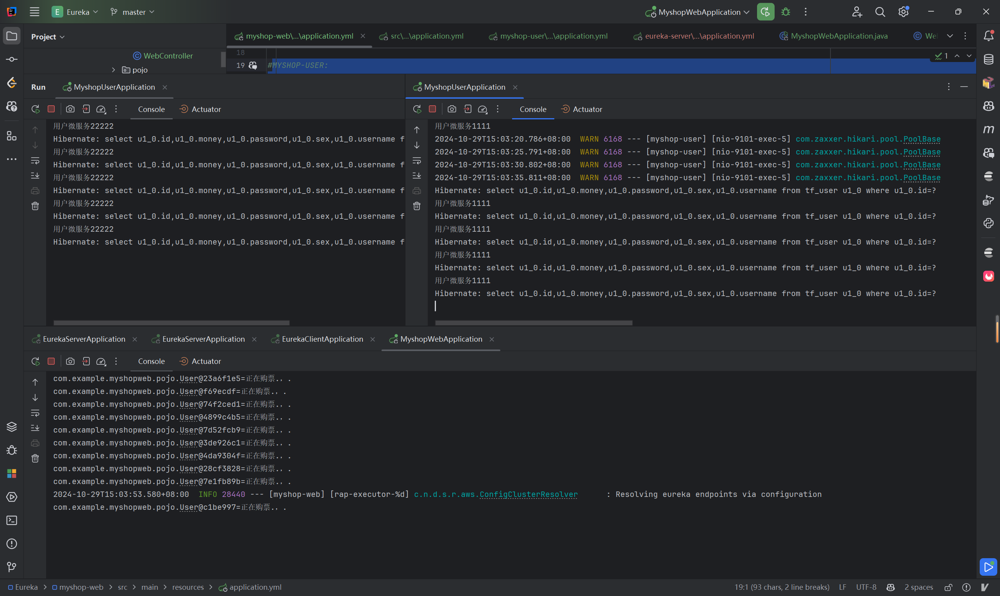 E Eureka master MyshopWebApplication
Project
myshop-web\...\application.yml src\...\application.yml myshop-user\...\application.yml eureka-server\...\application.yml MyshopWebApplication.java We
WebController
pojo
18
19 #MYSHOP-USER:
1
Run MyshopUserApplication
Console Actuator
用户微服务22222
Hibernate: select u1_0.id,u1_0.money,u1_0.password,u1_0.sex,u1_0.username f
用户微服务22222
Hibernate: select u1_0.id,u1_0.money,u1_0.password,u1_0.sex,u1_0.username f
用户微服务22222
Hibernate: select u1_0.id,u1_0.money,u1_0.password,u1_0.sex,u1_0.username f
用户微服务22222
Hibernate: select u1_0.id,u1_0.money,u1_0.password,u1_0.sex,u1_0.username f
用户微服务22222
Hibernate: select u1_0.id,u1_0.money,u1_0.password,u1_0.sex,u1_0.username f
MyshopUserApplication
Console Actuator
用户微服务1111
2024-10-29T15:03:20.786+08:00 WARN 6168 --- [myshop-user] [nio-9101-exec-5] com.zaxxer.hikari.pool.PoolBase
2024-10-29T15:03:25.791+08:00 WARN 6168 --- [myshop-user] [nio-9101-exec-5] com.zaxxer.hikari.pool.PoolBase
2024-10-29T15:03:30.802+08:00 WARN 6168 --- [myshop-user] [nio-9101-exec-5] com.zaxxer.hikari.pool.PoolBase
2024-10-29T15:03:35.811+08:00 WARN 6168 --- [myshop-user] [nio-9101-exec-5] com.zaxxer.hikari.pool.PoolBase
Hibernate: select u1_0.id,u1_0.money,u1_0.password,u1_0.sex,u1_0.username from tf_user u1_0 where u1_0.id=?
用户微服务1111
Hibernate: select u1_0.id,u1_0.money,u1_0.password,u1_0.sex,u1_0.username from tf_user u1_0 where u1_0.id=?
用户微服务1111
Hibernate: select u1_0.id,u1_0.money,u1_0.password,u1_0.sex,u1_0.username from tf_user u1_0 where u1_0.id=?
用户微服务1111
Hibernate: select u1_0.id,u1_0.money,u1_0.password,u1_0.sex,u1_0.username from tf_user u1_0 where u1_0.id=?
用户微服务1111
Hibernate: select u1_0.id,u1_0.money,u1_0.password,u1_0.sex,u1_0.username from tf_user u1_0 where u1_0.id=?
EurekaServerApplication EurekaServerApplication EurekaClientApplication MyshopWebApplication
Console Actuator
com.example.myshopweb.pojo.User@23a6f1e5=正在购票.，.
com.example.myshopweb.pojo.User@f69ecdf=正在购票.，.
com.example.myshopweb.pojo.User@74f2ced1=正在购票.，.
com.example.myshopweb.pojo.User@4899c4b5=正在购票.，.
com.example.myshopweb.pojo.User@7d52fcb9=正在购票.，.
com.example.myshopweb.pojo.User@3de926c1=正在购票.，.
com.example.myshopweb.pojo.User@4da9304f=正在购票.，.
com.example.myshopweb.pojo.User@28cf3828=正在购票.，.
com.example.myshopweb.pojo.User@7e1fb89b=正在购票.，.
2024-10-29T15:03:53.580+08:00 INFO 28440 --- [myshop-web] [rap-executor-%d] c.n.d.s.r.aws.ConfigClusterResolver : Resolving eureka endpoints via configuration
com.example.myshopweb.pojo.User@c1be997=正在购票.，.
Eureka > myshop-web > src > main > resources > application.yml 19:1 (93 chars, 2 line breaks) LF UTF-8 2 spaces